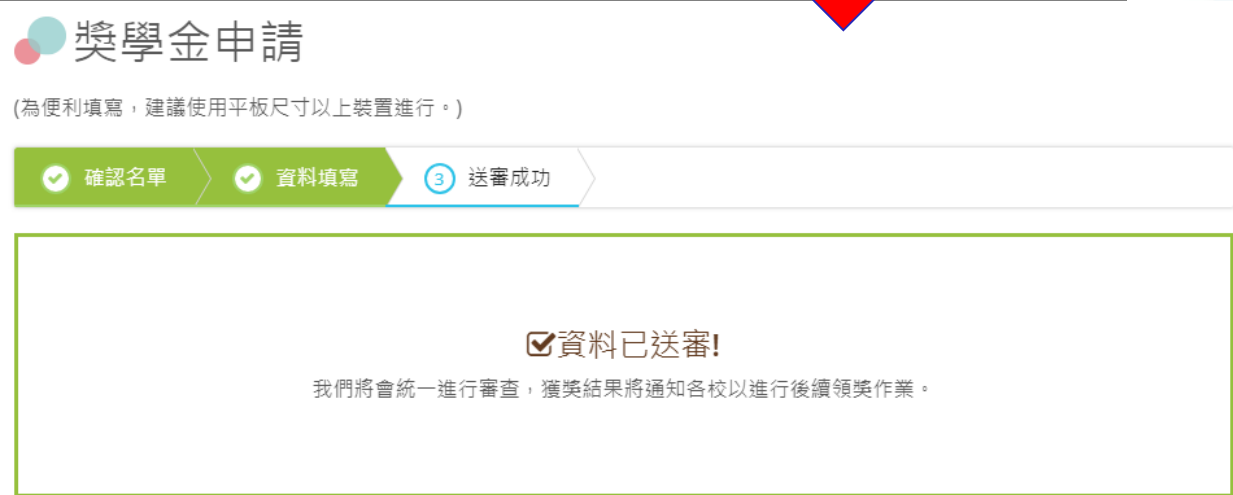 獎學金申請
(為便利填寫，建議使用平板尺寸以上裝置進行。)
確認名單 資料填寫 3 送審成功
資料已送審!
我們將會統一進行審查，獲獎結果將通知各校以進行後續領獎作業。